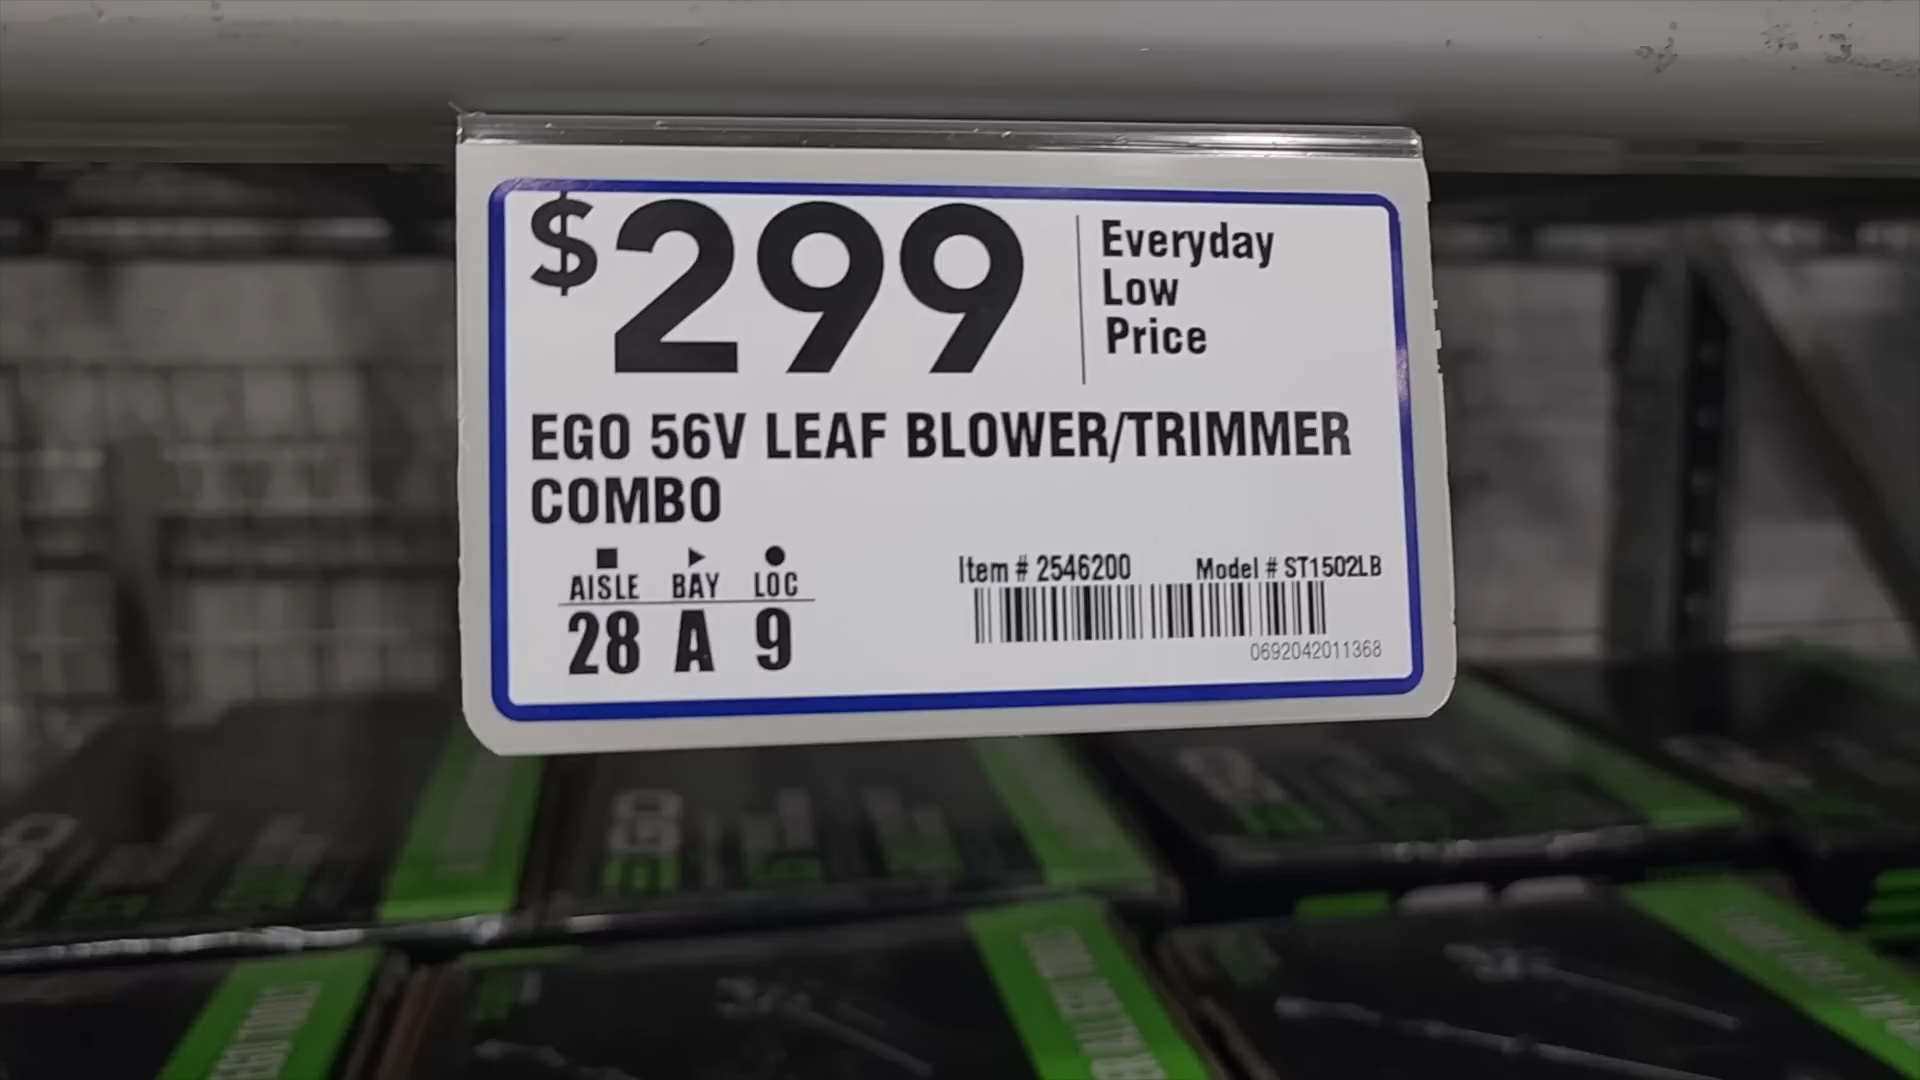 $299
Everyday
Low
Price
EGO 56V LEAF BLOWER/TRIMMER
COMBO
AISLE BAY LOC
28 A 9
Item # 2546200 Model # ST1502LB
0692042011368
EGO